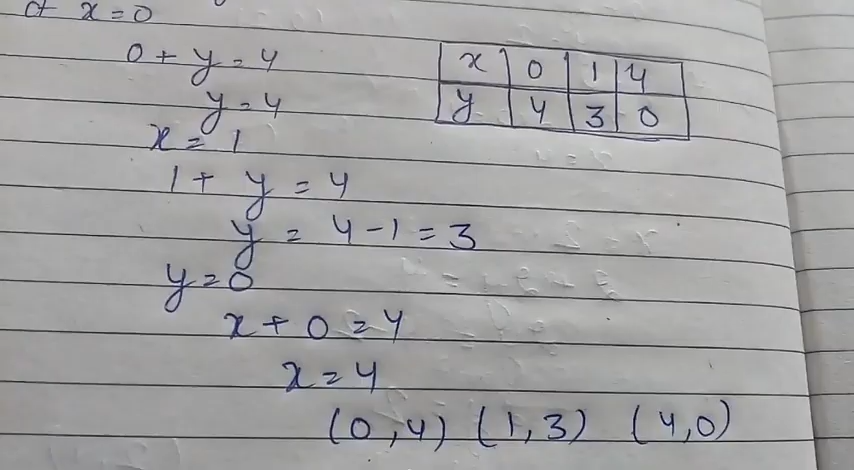 at x=0
0 + y = 4
y = 4
x = 1
1 + y = 4
y = 4 - 1 = 3
y = 0
x + 0 = 4
x = 4
(0,4) (1,3) (4,0)
x 0 1 4
y 4 3 0